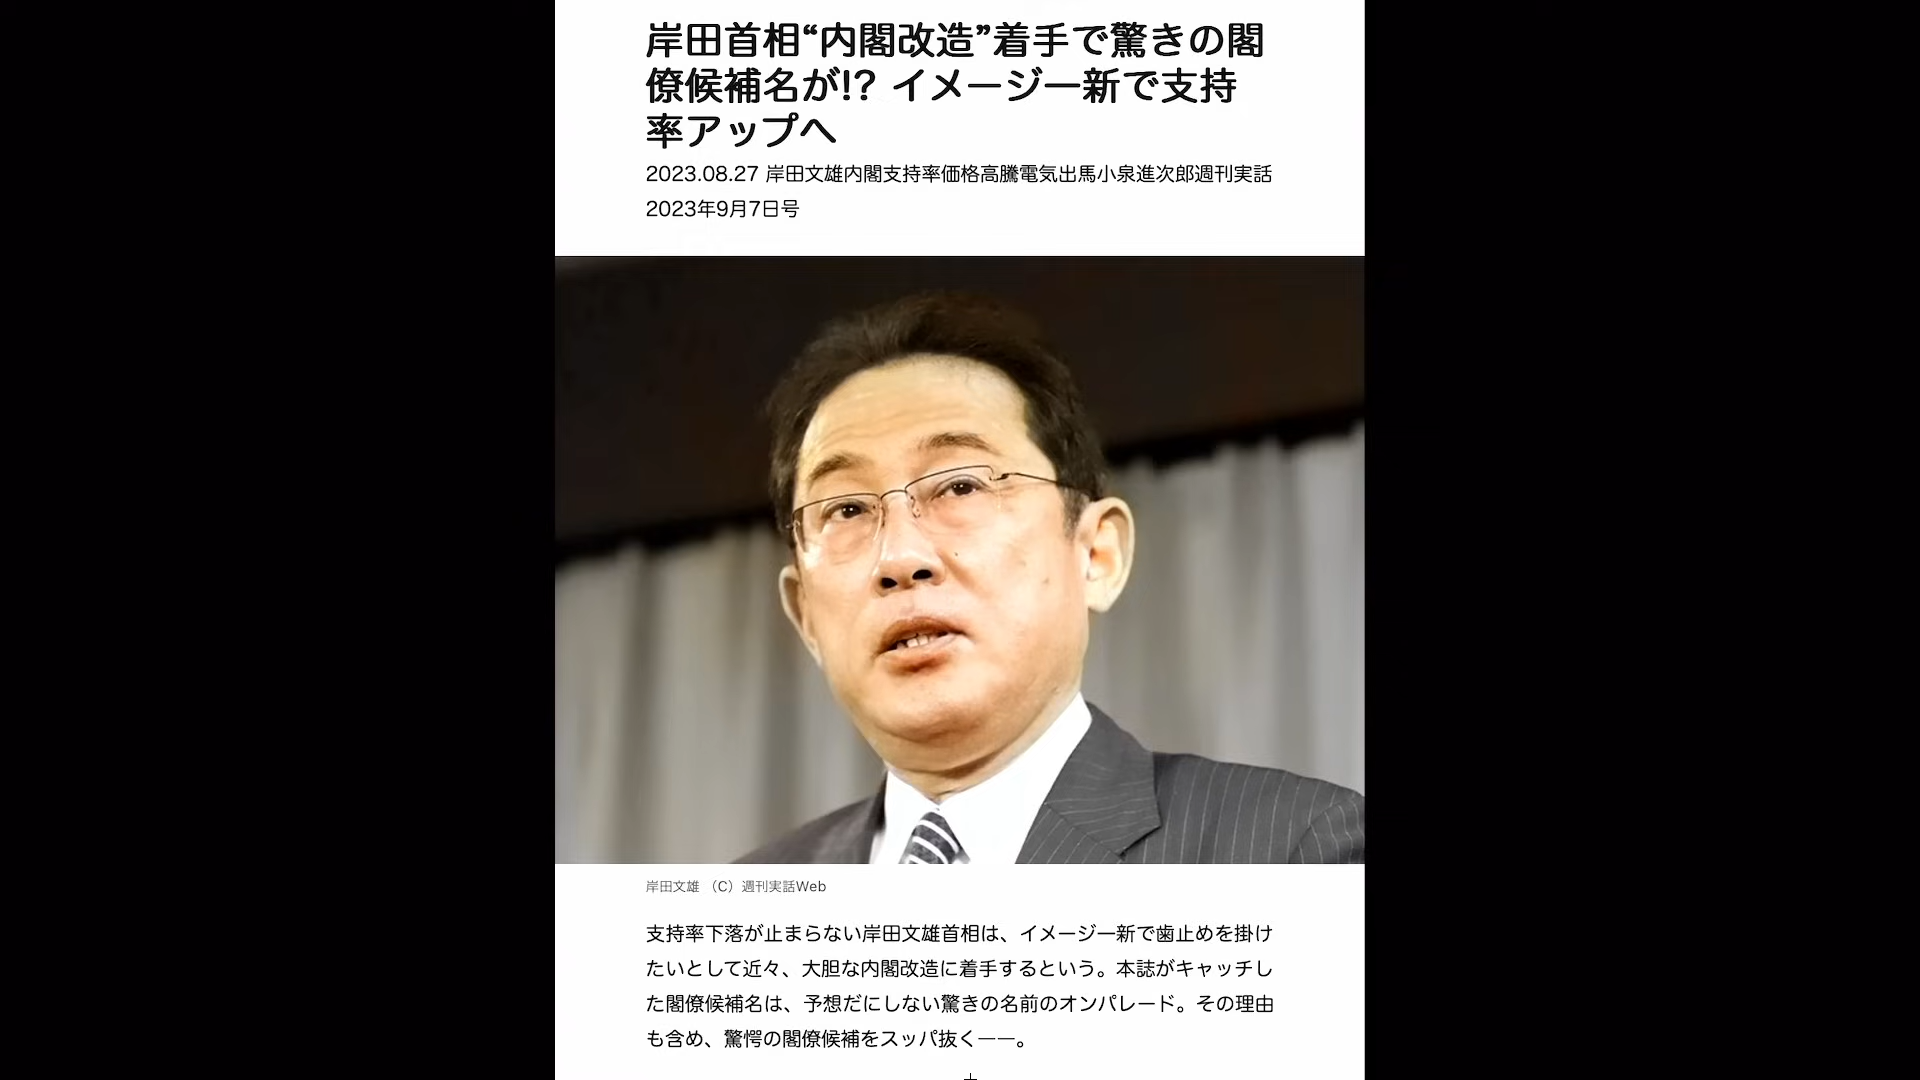 岸田首相“内閣改造”着手で驚きの閣
僚候補名が!? イメージ一新で支持
率アップへ
2023.08.27 岸田文雄内閣支持率価格高騰電気出馬小泉進次郎週刊実話
2023年9月7日号
岸田文雄 （C）週刊実話Web
支持率下落が止まらない岸田文雄首相は、イメージ一新で歯止めを掛け
たいとして近々、大胆な内閣改造に着手するという。本誌がキャッチし
た閣僚候補名は、予想だにしない驚きの名前のオンパレード。その理由
も含め、驚愕の閣僚候補をスッパ抜く――。